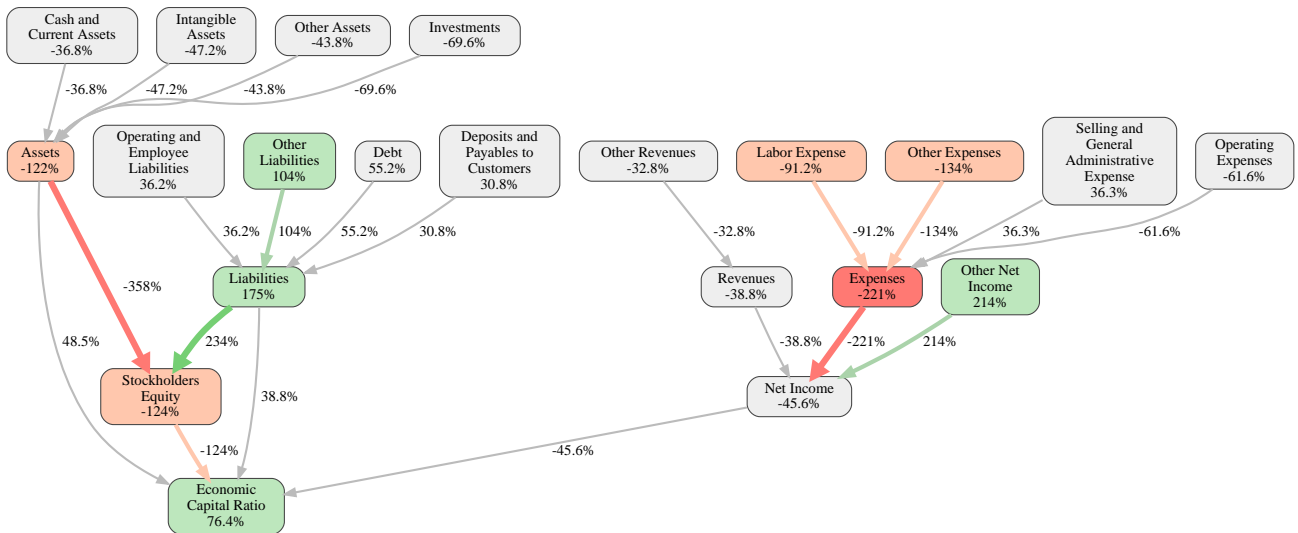 Cash and
Current Assets
-36.8%
Intangible
Assets
-47.2%
Other Assets
-43.8%
Investments
-69.6%
-36.8%
-47.2%
-43.8%
-69.6%
Assets
-122%
Operating and
Employee
Liabilities
36.2%
Other
Liabilities
104%
Debt
55.2%
Deposits and
Payables to
Customers
30.8%
Other Revenues
-32.8%
Labor Expense
-91.2%
Other Expenses
-134%
Selling and
General
Administrative
Expense
36.3%
Operating
Expenses
-61.6%
36.2%
104%
55.2%
30.8%
-32.8%
-91.2%
-134%
36.3%
-61.6%
-358%
Liabilities
175%
Revenues
-38.8%
Expenses
-221%
Other Net
Income
214%
48.5%
234%
-38.8%
-221%
214%
Stockholders
Equity
-124%
38.8%
Net Income
-45.6%
-124%
-45.6%
Economic
Capital Ratio
76.4%